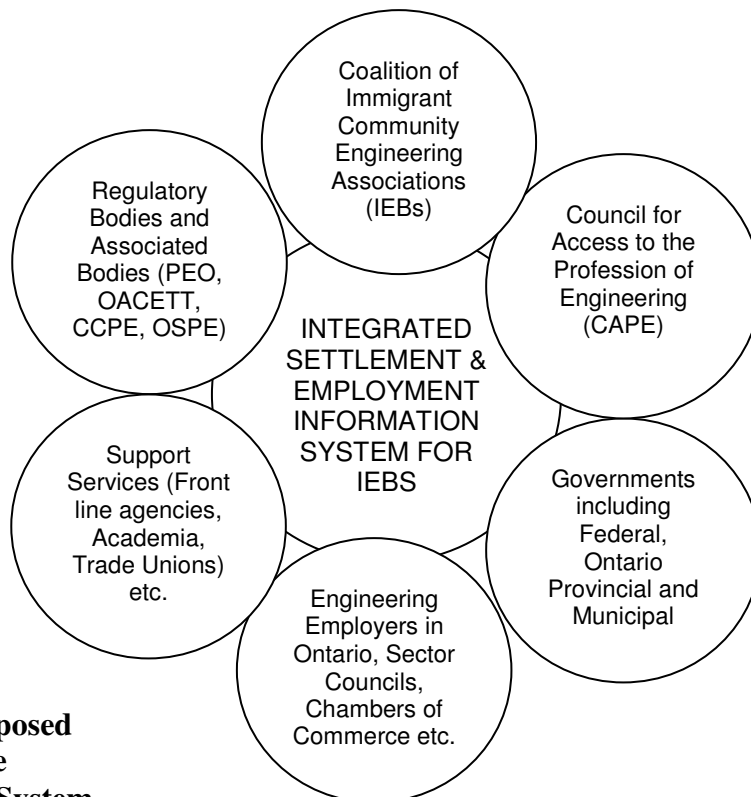 Coalition of
Immigrant
Community
Engineering
Associations
(IEBs)
Regulatory
Bodies and
Associated
Bodies (PEO,
OACETT,
CCPE, OSPE)
Council for
Access to the
Profession of
Engineering
(CAPE)
INTEGRATED
SETTLEMENT &
EMPLOYMENT
INFORMATION
SYSTEM FOR
IEBS
Support
Services (Front
line agencies,
Academia,
Trade Unions)
etc.
Governments
including
Federal,
Ontario
Provincial and
Municipal
Engineering
Employers in
Ontario, Sector
Councils,
Chambers of
Commerce etc.
posed
e
System